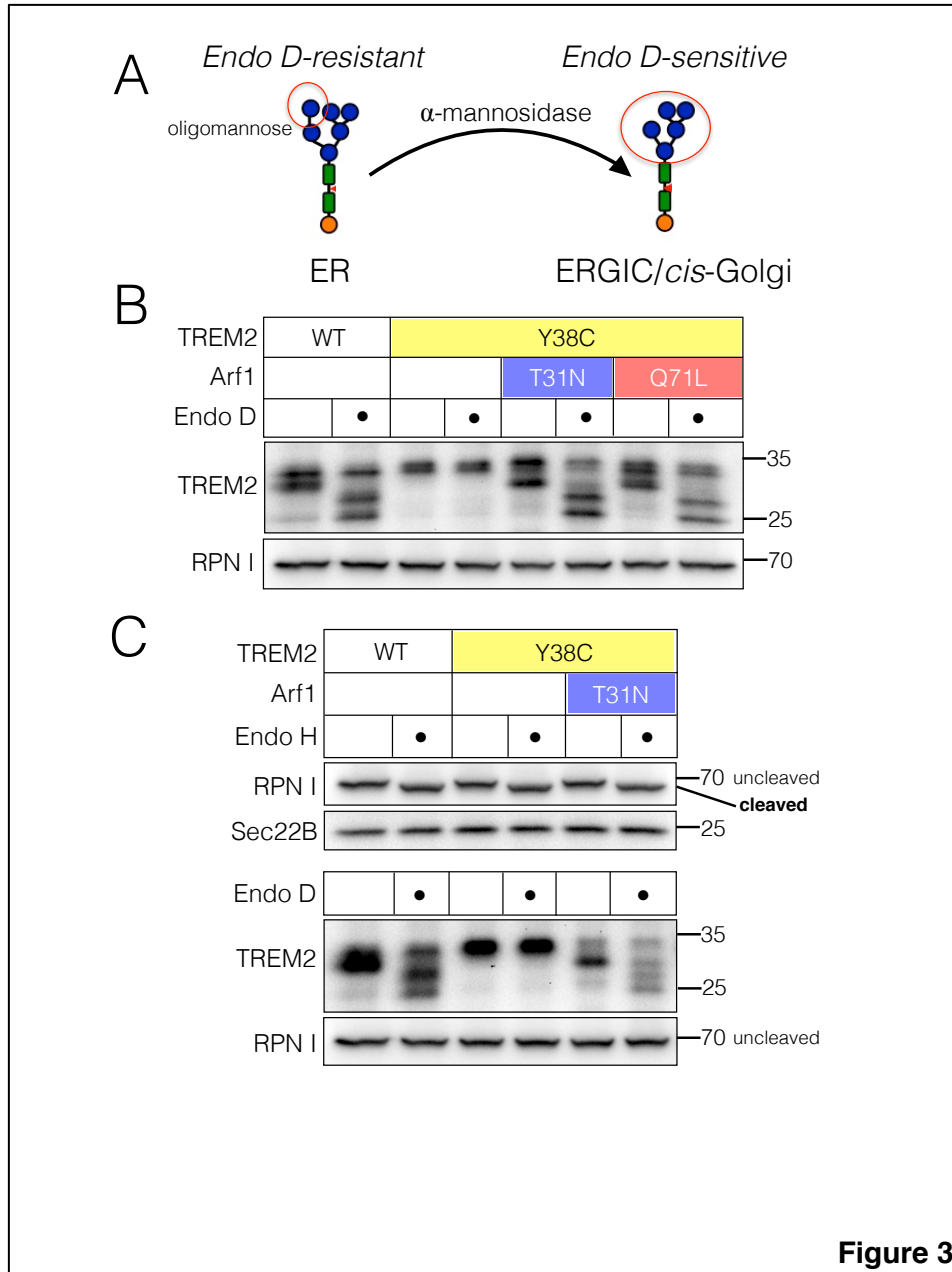 A
Endo D-resistant
Endo D-sensitive
oligomannose
α-mannosidase
ER
ERGIC/cis-Golgi
B
TREM2 WT Y38C
Arf1 T31N Q71L
Endo D • • • •
TREM2 35
25
RPN I 70
C
TREM2 WT Y38C
Arf1 T31N
Endo H • • •
RPN I 70 uncleaved
cleaved
Sec22B 25
Endo D • • •
TREM2 35
25
RPN I 70 uncleaved
Figure 3